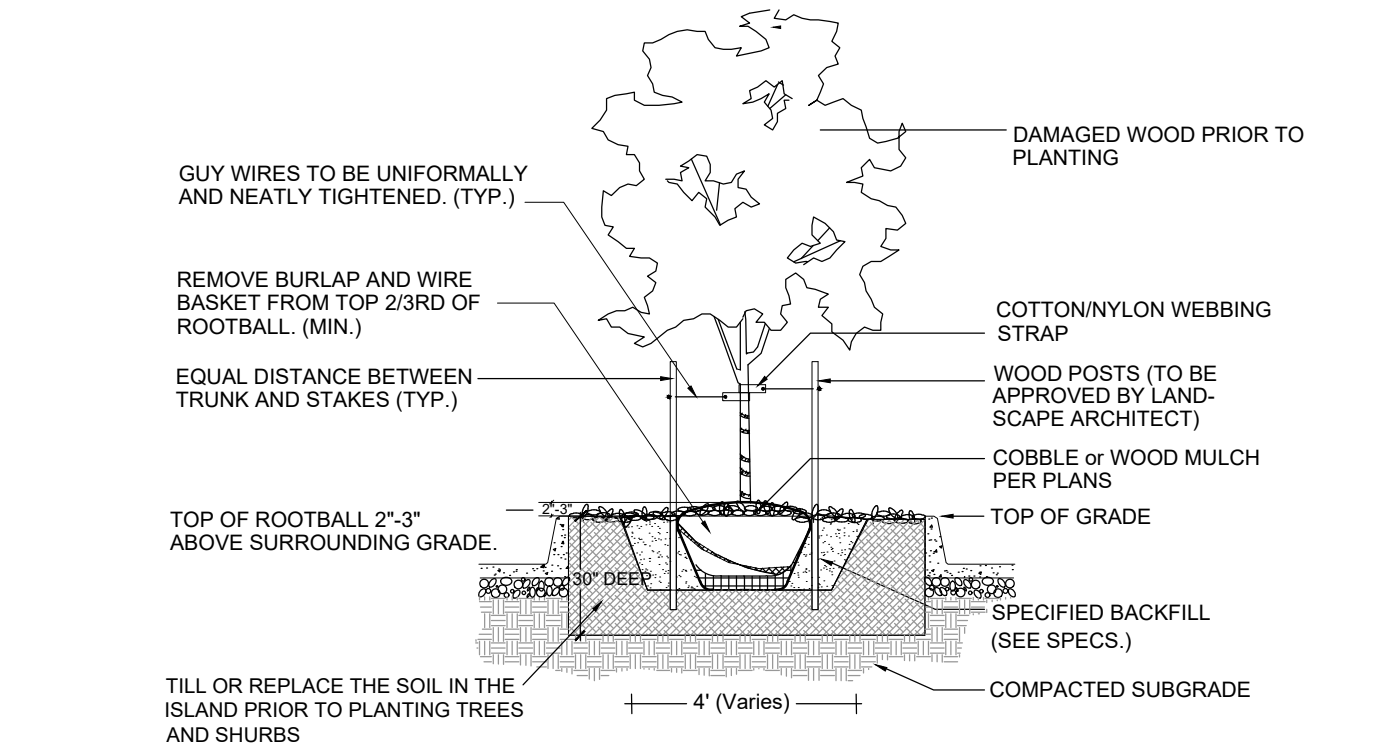 GUY WIRES TO BE UNIFORMALLY
AND NEATLY TIGHTENED. (TYP.)
REMOVE BURLAP AND WIRE
BASKET FROM TOP 2/3RD OF
ROOTBALL. (MIN.)
EQUAL DISTANCE BETWEEN
TRUNK AND STAKES (TYP.)
TOP OF ROOTBALL 2"-3"
ABOVE SURROUNDING GRADE.
TILL OR REPLACE THE SOIL IN THE
ISLAND PRIOR TO PLANTING TREES
AND SHURBS
2"-3"
30" DEEP
4' (Varies)
DAMAGED WOOD PRIOR TO
PLANTING
COTTON/NYLON WEBBING
STRAP
WOOD POSTS (TO BE
APPROVED BY LAND-
SCAPE ARCHITECT)
COBBLE or WOOD MULCH
PER PLANS
TOP OF GRADE
SPECIFIED BACKFILL
(SEE SPECS.)
COMPACTED SUBGRADE